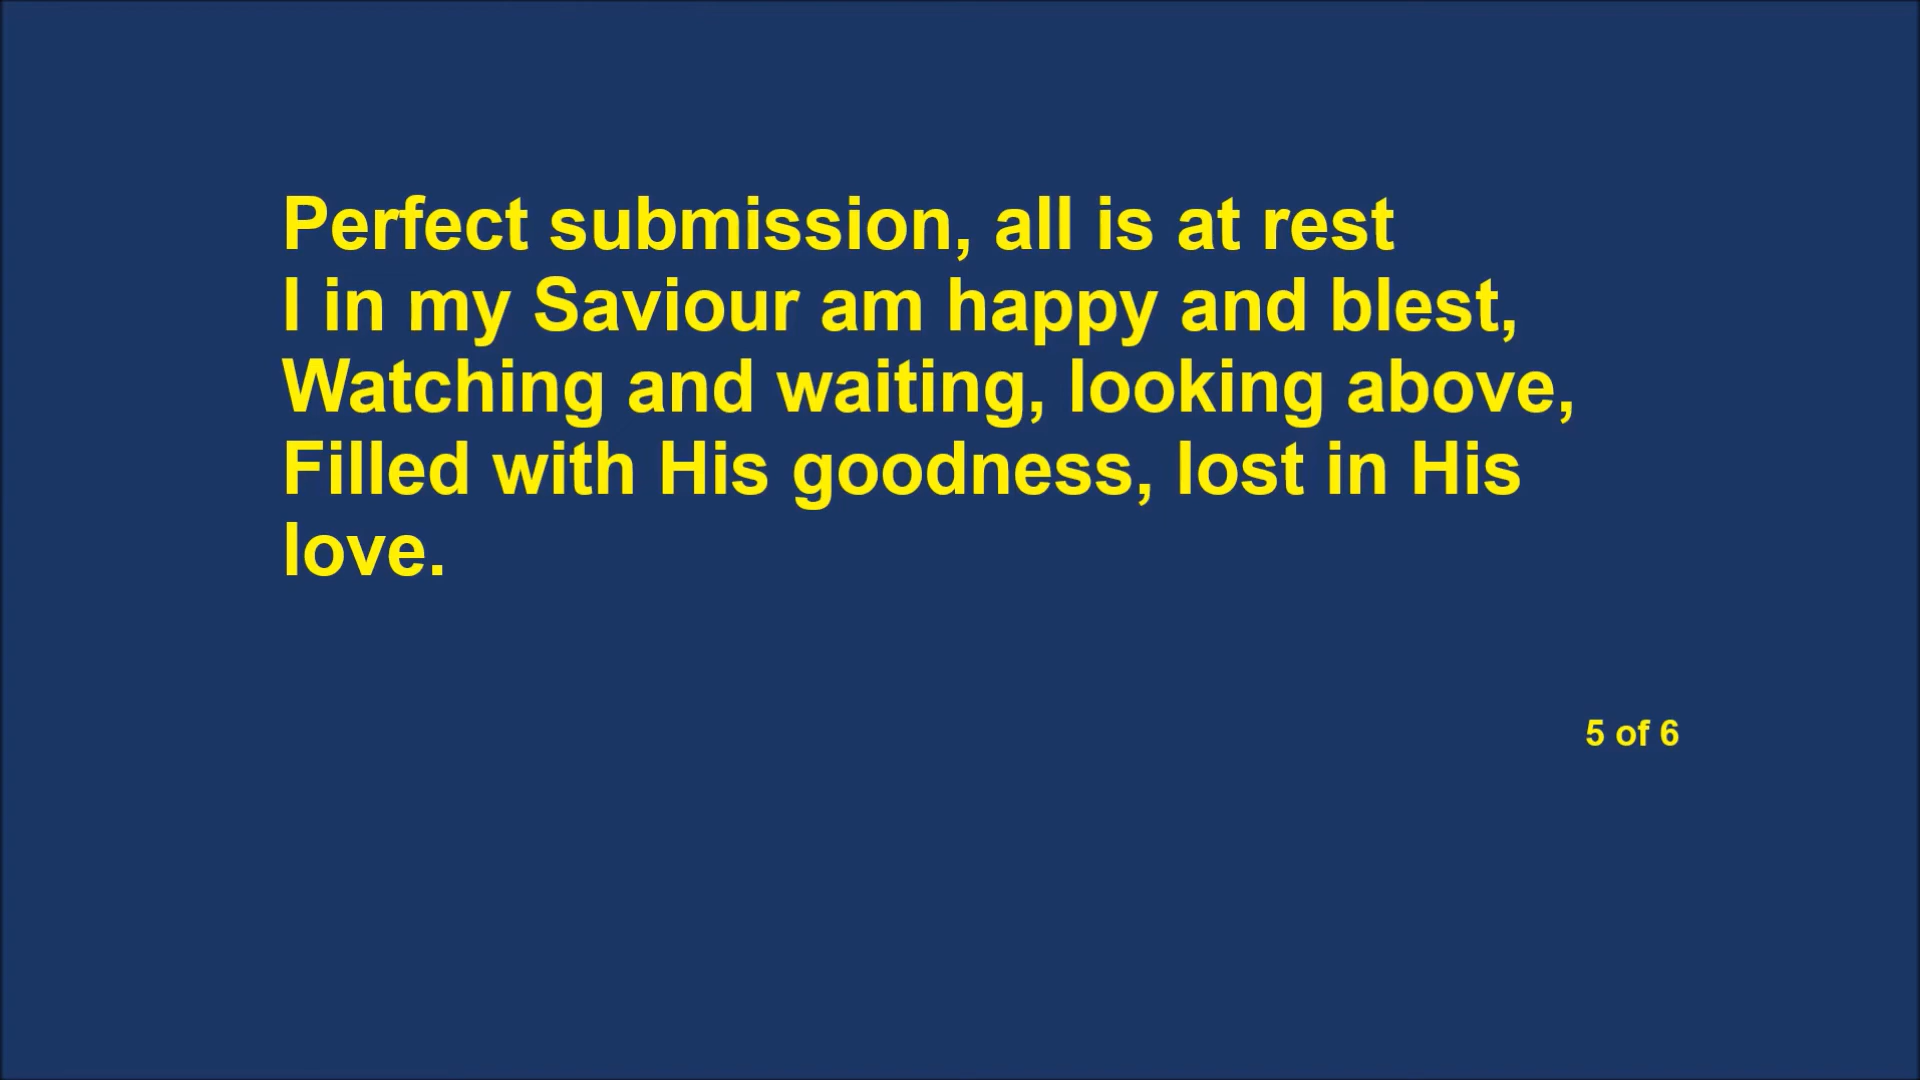 Perfect submission, all is at rest
I in my Saviour am happy and blest,
Watching and waiting, looking above,
Filled with His goodness, lost in His
love.
5 of 6